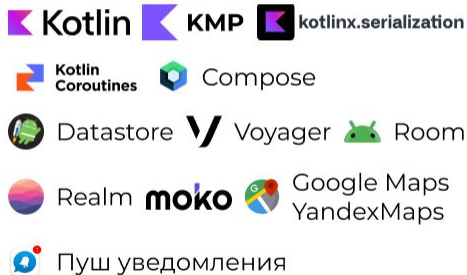 Kotlin KMP kotlinx.serialization
Kotlin
Coroutines
Compose
Datastore Voyager Room
Realm moko Google Maps
YandexMaps
Пуш уведомления